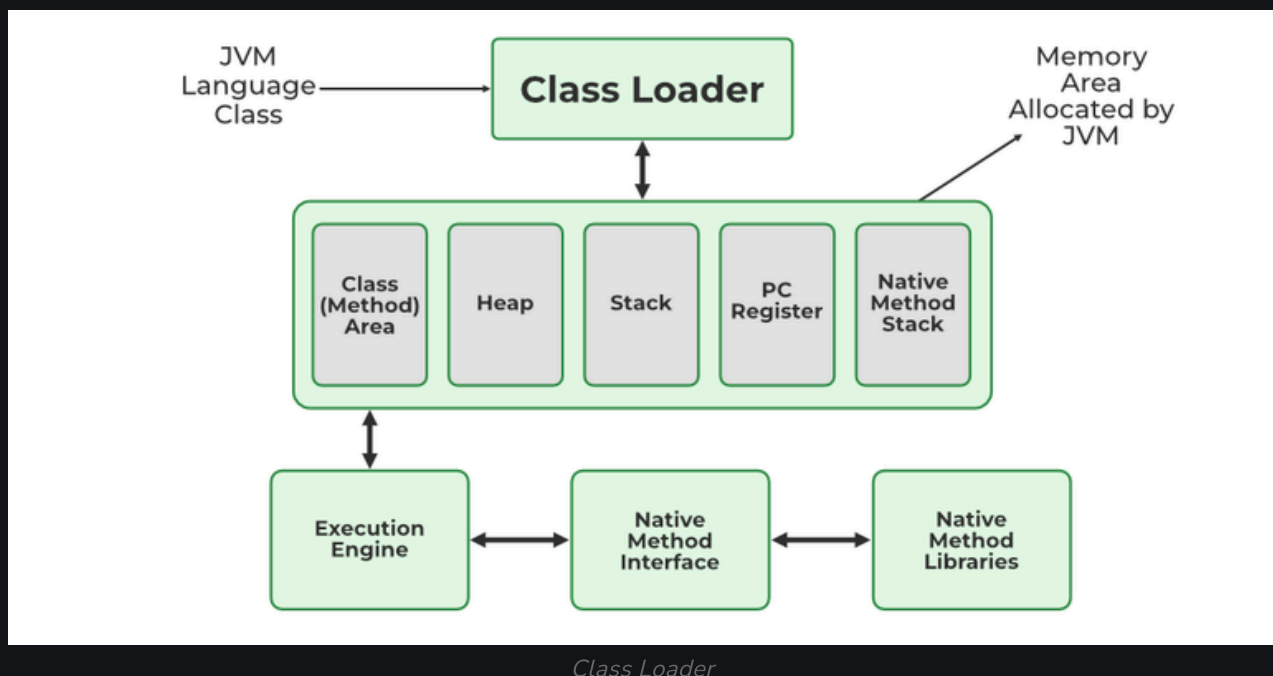 JVM
Language
Class
Class Loader
Memory
Area
Allocated by
JVM
Class
(Method)
Area
Heap
Stack
PC
Register
Native
Method
Stack
Execution
Engine
Native
Method
Interface
Native
Method
Libraries
Class Loader